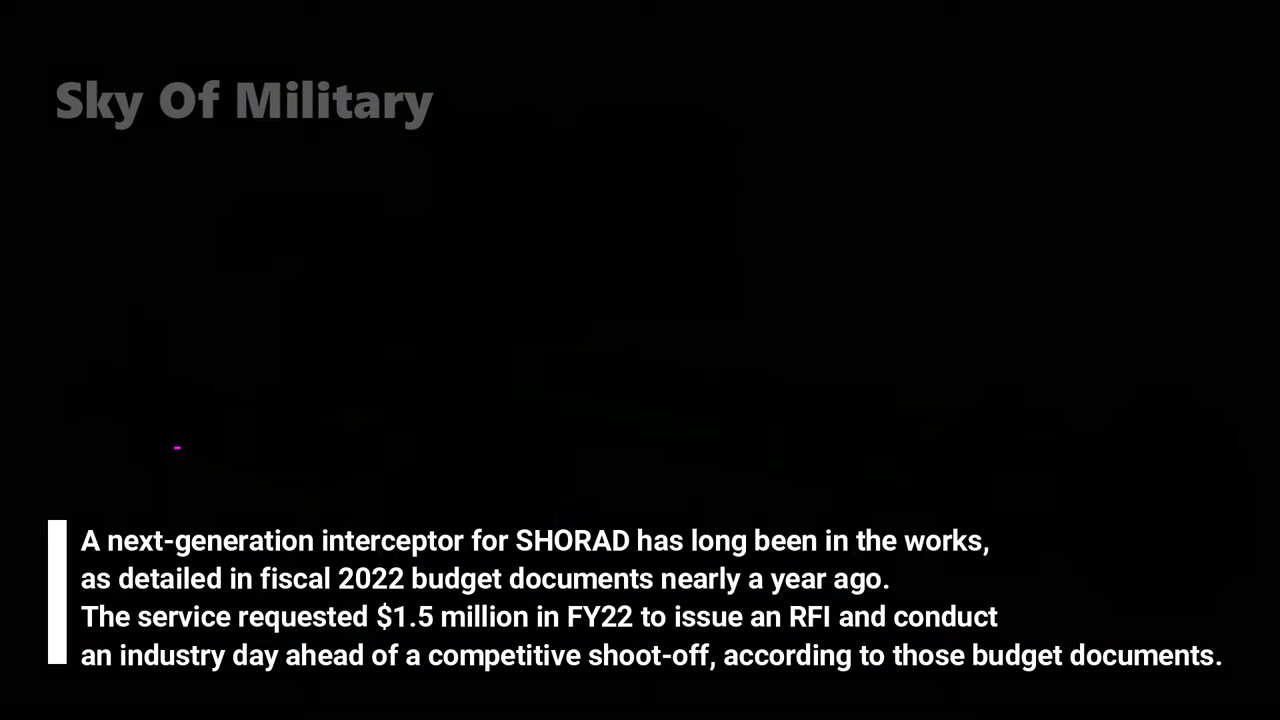 Sky Of Military
A next-generation interceptor for SHORAD has long been in the works,
as detailed in fiscal 2022 budget documents nearly a year ago.
The service requested $1.5 million in FY22 to issue an RFI and conduct
an industry day ahead of a competitive shoot-off, according to those budget documents.